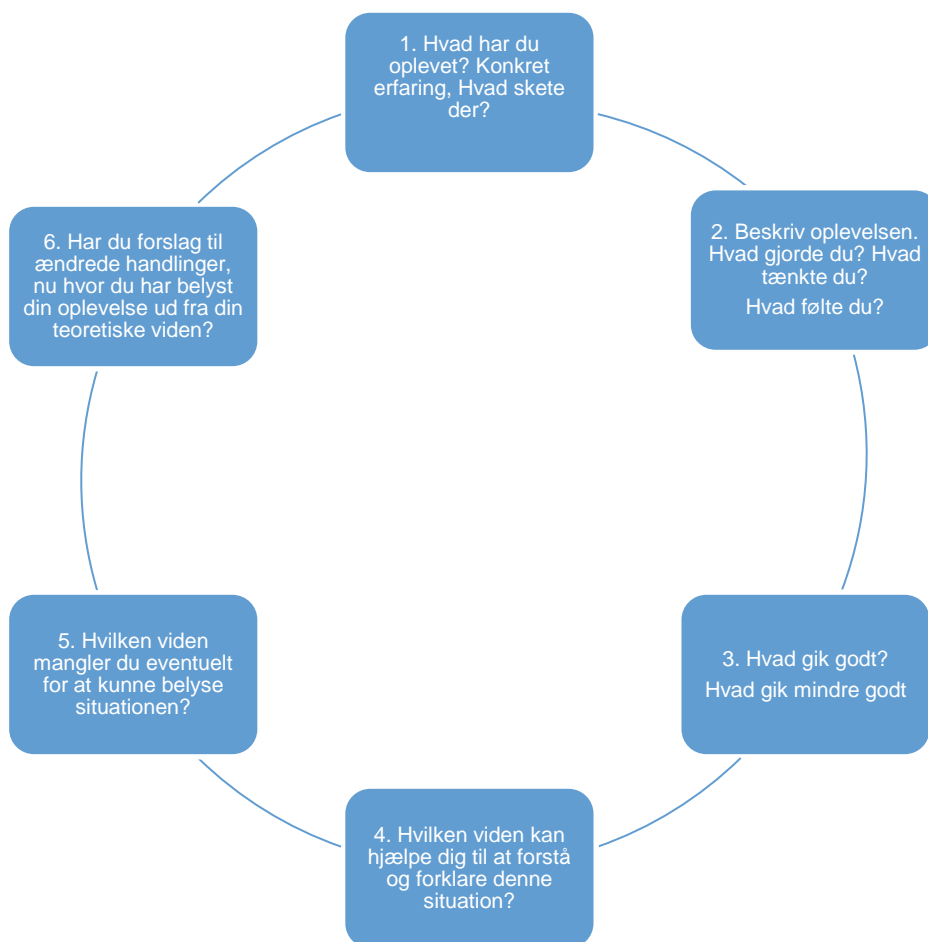 1. Hvad har du
oplevet? Konkret
erfaring, Hvad skete
der?
2. Beskriv oplevelsen.
Hvad gjorde du? Hvad
tænkte du?
Hvad følte du?
3. Hvad gik godt?
Hvad gik mindre godt
4. Hvilken viden kan
hjælpe dig til at forstå
og forklare denne
situation?
5. Hvilken viden
mangler du eventuelt
for at kunne belyse
situationen?
6. Har du forslag til
ændrede handlinger,
nu hvor du har belyst
din oplevelse ud fra din
teoretiske viden?